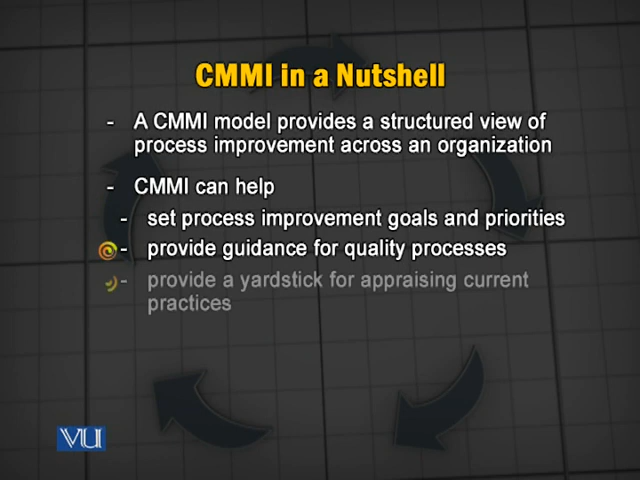 CMMI in a Nutshell
- A CMMI model provides a structured view of
process improvement across an organization
- CMMI can help
- set process improvement goals and priorities
- provide guidance for quality processes
- provide a yardstick for appraising current
practices
VU